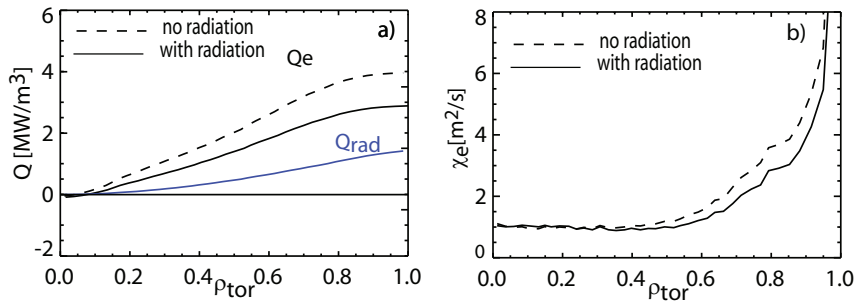 6
4
2
0
-2
Q [MW/m³]
no radiation
with radiation
a)
Qe
Qrad
0.0 0.2 0.4 0.6 0.8 1.0
ρtor
8
6
4
2
0
χe[m²/s]
no radiation
with radiation
b)
0.0 0.2 0.4 0.6 0.8 1.0
ρtor